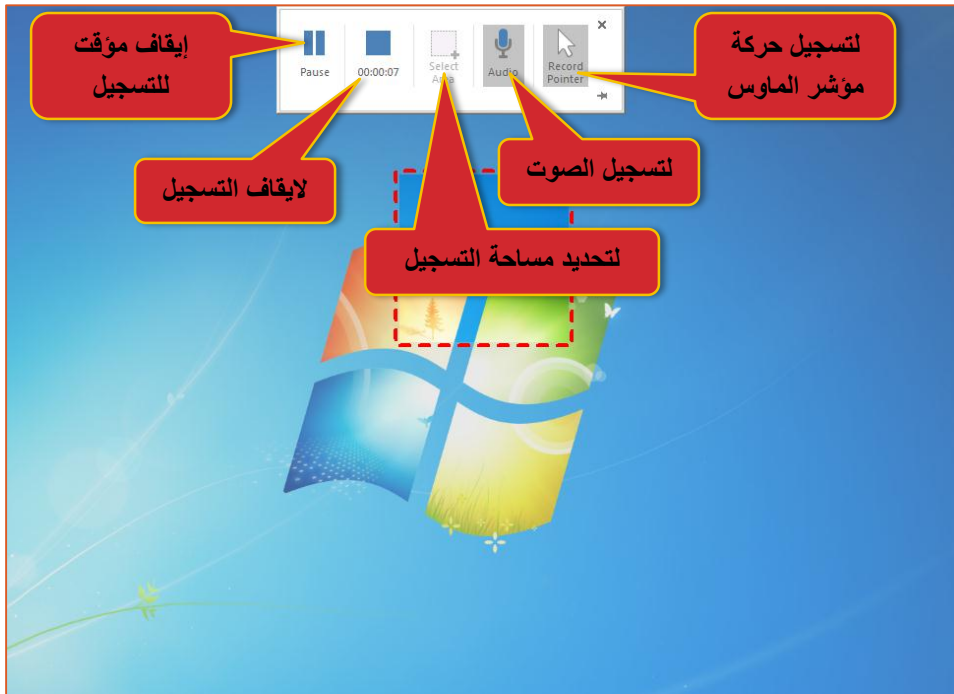 إيقاف مؤقت
للتسجيل
Pause
00:00:07
Select
Area
Audio
Record
Pointer
لتسجيل حركة
مؤشر الماوس
لايقاف التسجيل
لتسجيل الصوت
لتحديد مساحة التسجيل